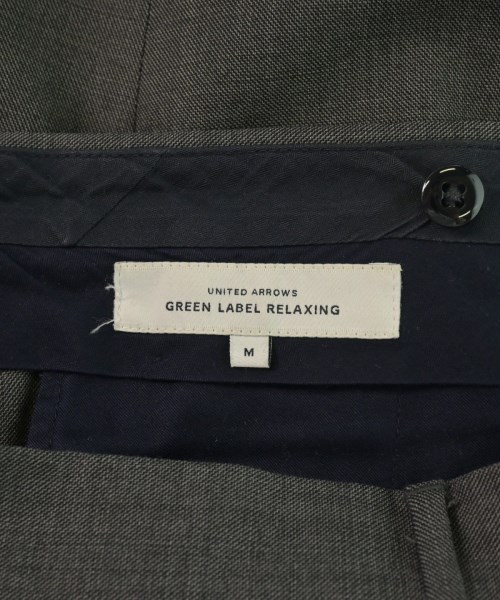 UNITED ARROWS
GREEN LABEL RELAXING
M